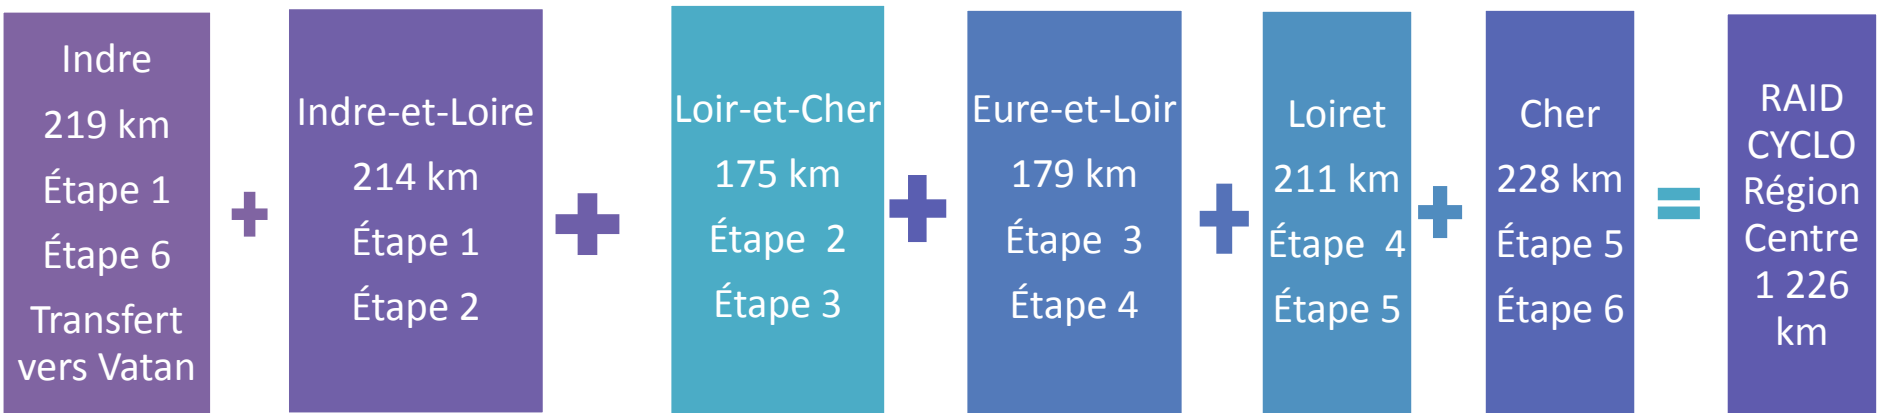 Indre
219 km
Étape 1
Étape 6
Transfert
vers Vatan
Indre-et-Loire
214 km
Étape 1
Étape 2
Loir-et-Cher
175 km
Étape  2
Étape 3
Eure-et-Loir
179 km
Étape  3
Étape 4
Loiret
211 km
Étape  4
Étape 5
Cher
228 km
Étape 5
Étape 6
RAID
CYCLO
Région
Centre
1 226
km